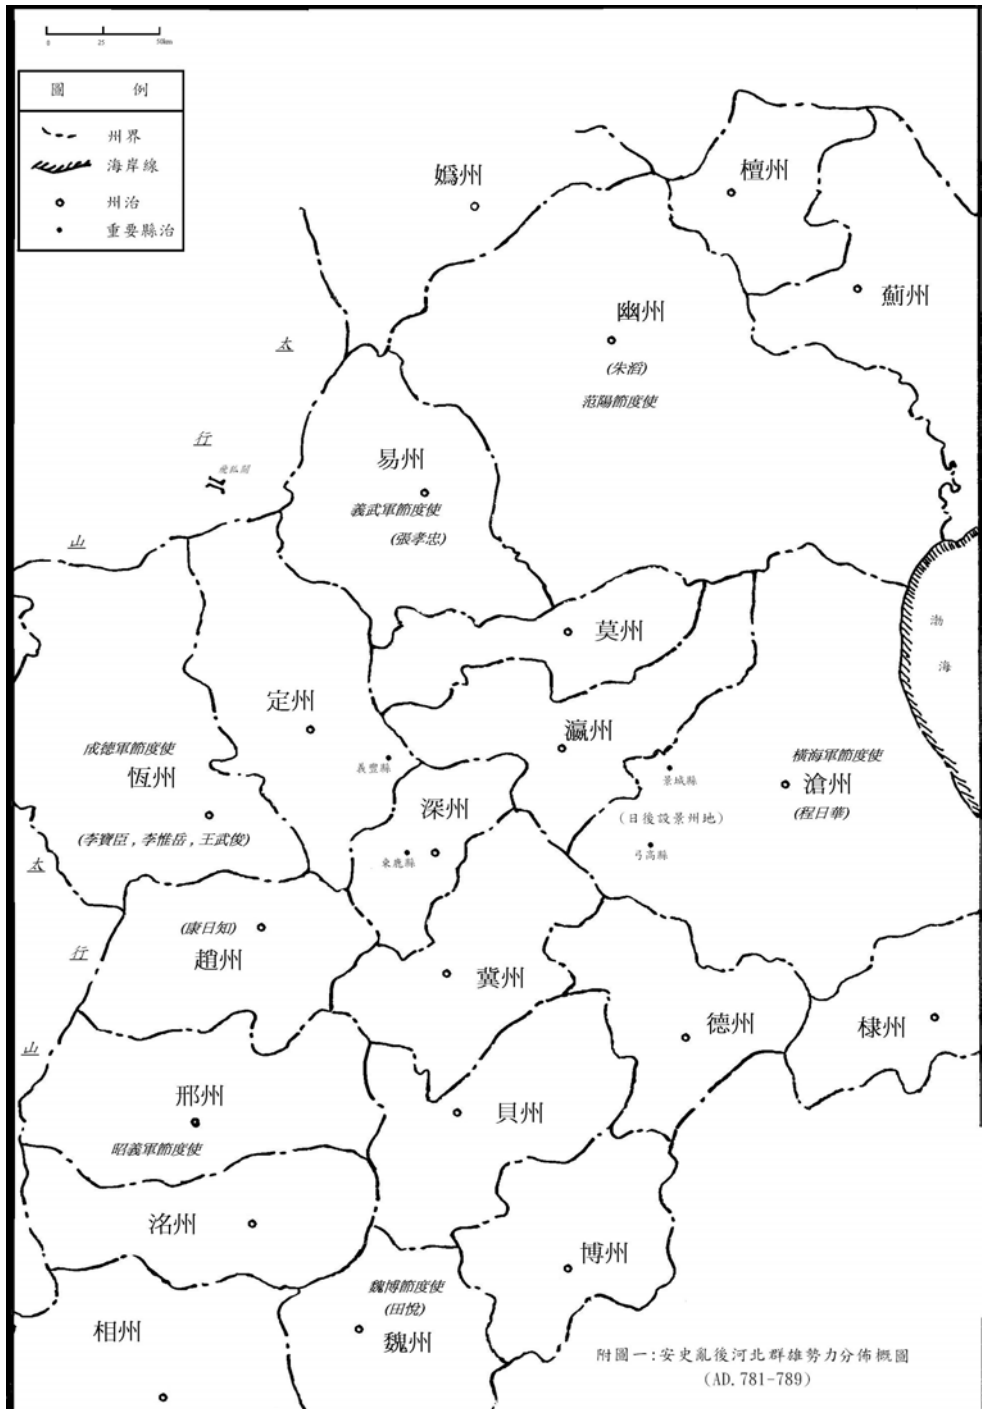 0 25 50km
圖 例
州界
海岸線
州治
重要縣治
媯州
檀州
薊州
幽州
(朱滔)
范陽節度使
太
行
山
飛狐關
易州
義武軍節度使
(張孝忠)
莫州
渤
海
定州
瀛州
義豐縣
景城縣
成德軍節度使
恆州
(李寶臣,李惟岳,王武俊)
橫海軍節度使
滄州
(程日華)
(日後設景州地)
弓高縣
深州
束鹿縣
太
行
山
(康日知)
趙州
冀州
德州
棣州
邢州
昭義軍節度使
貝州
洺州
博州
魏博節度使
(田悅)
魏州
相州
附圖一:安史亂後河北群雄勢力分佈概圖
(AD.781-789)